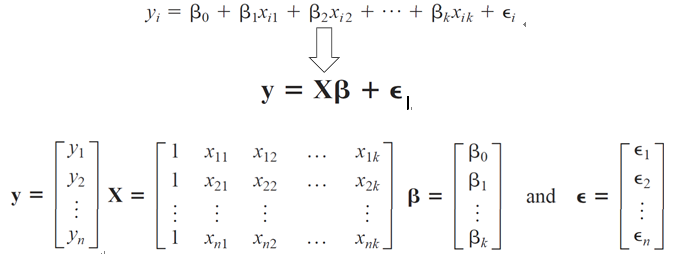 yᵢ = β₀ + β₁xᵢ₁ + β₂xᵢ₂ + ⋯ + βₖxᵢₖ + ϵᵢ
y = Xβ + ϵ
y = [y₁ y₂ ⋮ yₙ] X = [1 x₁₁ x₁₂ … x₁ₖ 1 x₂₁ x₂₂ … x₂ₖ ⋮ ⋮ ⋮ ⋮ 1 xₙ₁ xₙ₂ … xₙₖ] β = [β₀ β₁ ⋮ βₖ] and ϵ = [ϵ₁ ϵ₂ ⋮ ϵₙ]